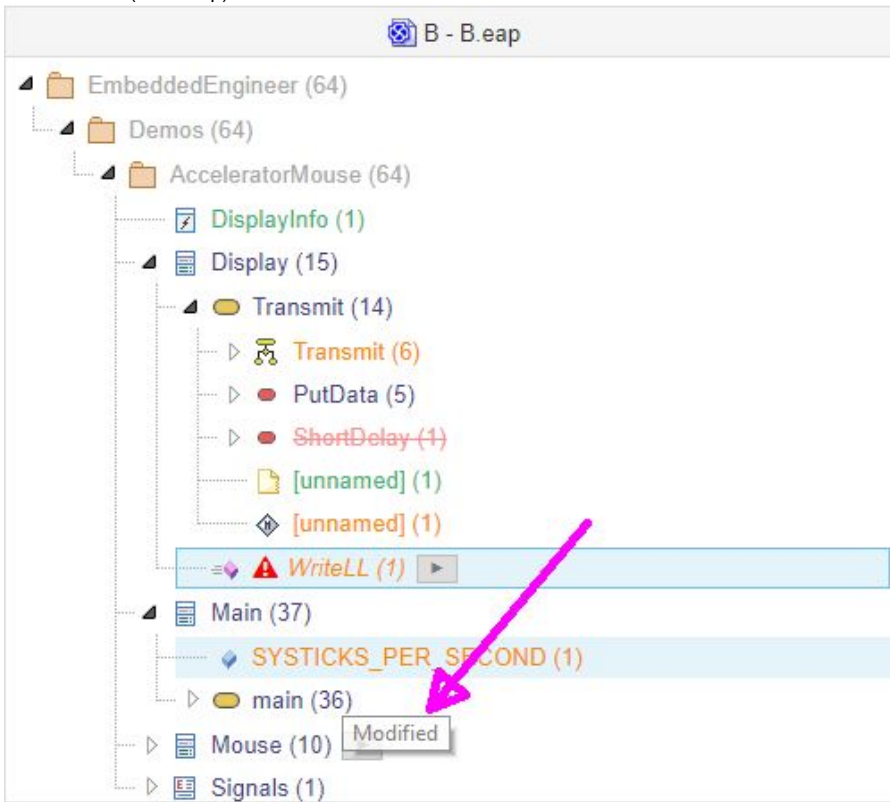 B - B.eap
EmbeddedEngineer (64)
Demos (64)
AcceleratorMouse (64)
DisplayInfo (1)
Display (15)
Transmit (14)
Transmit (6)
PutData (5)
ShortDelay (1)
[unnamed] (1)
[unnamed] (1)
WriteLL (1)
Main (37)
SYSTICKS_PER_SECOND (1)
main (36)
Modified
Mouse (10)
Signals (1)